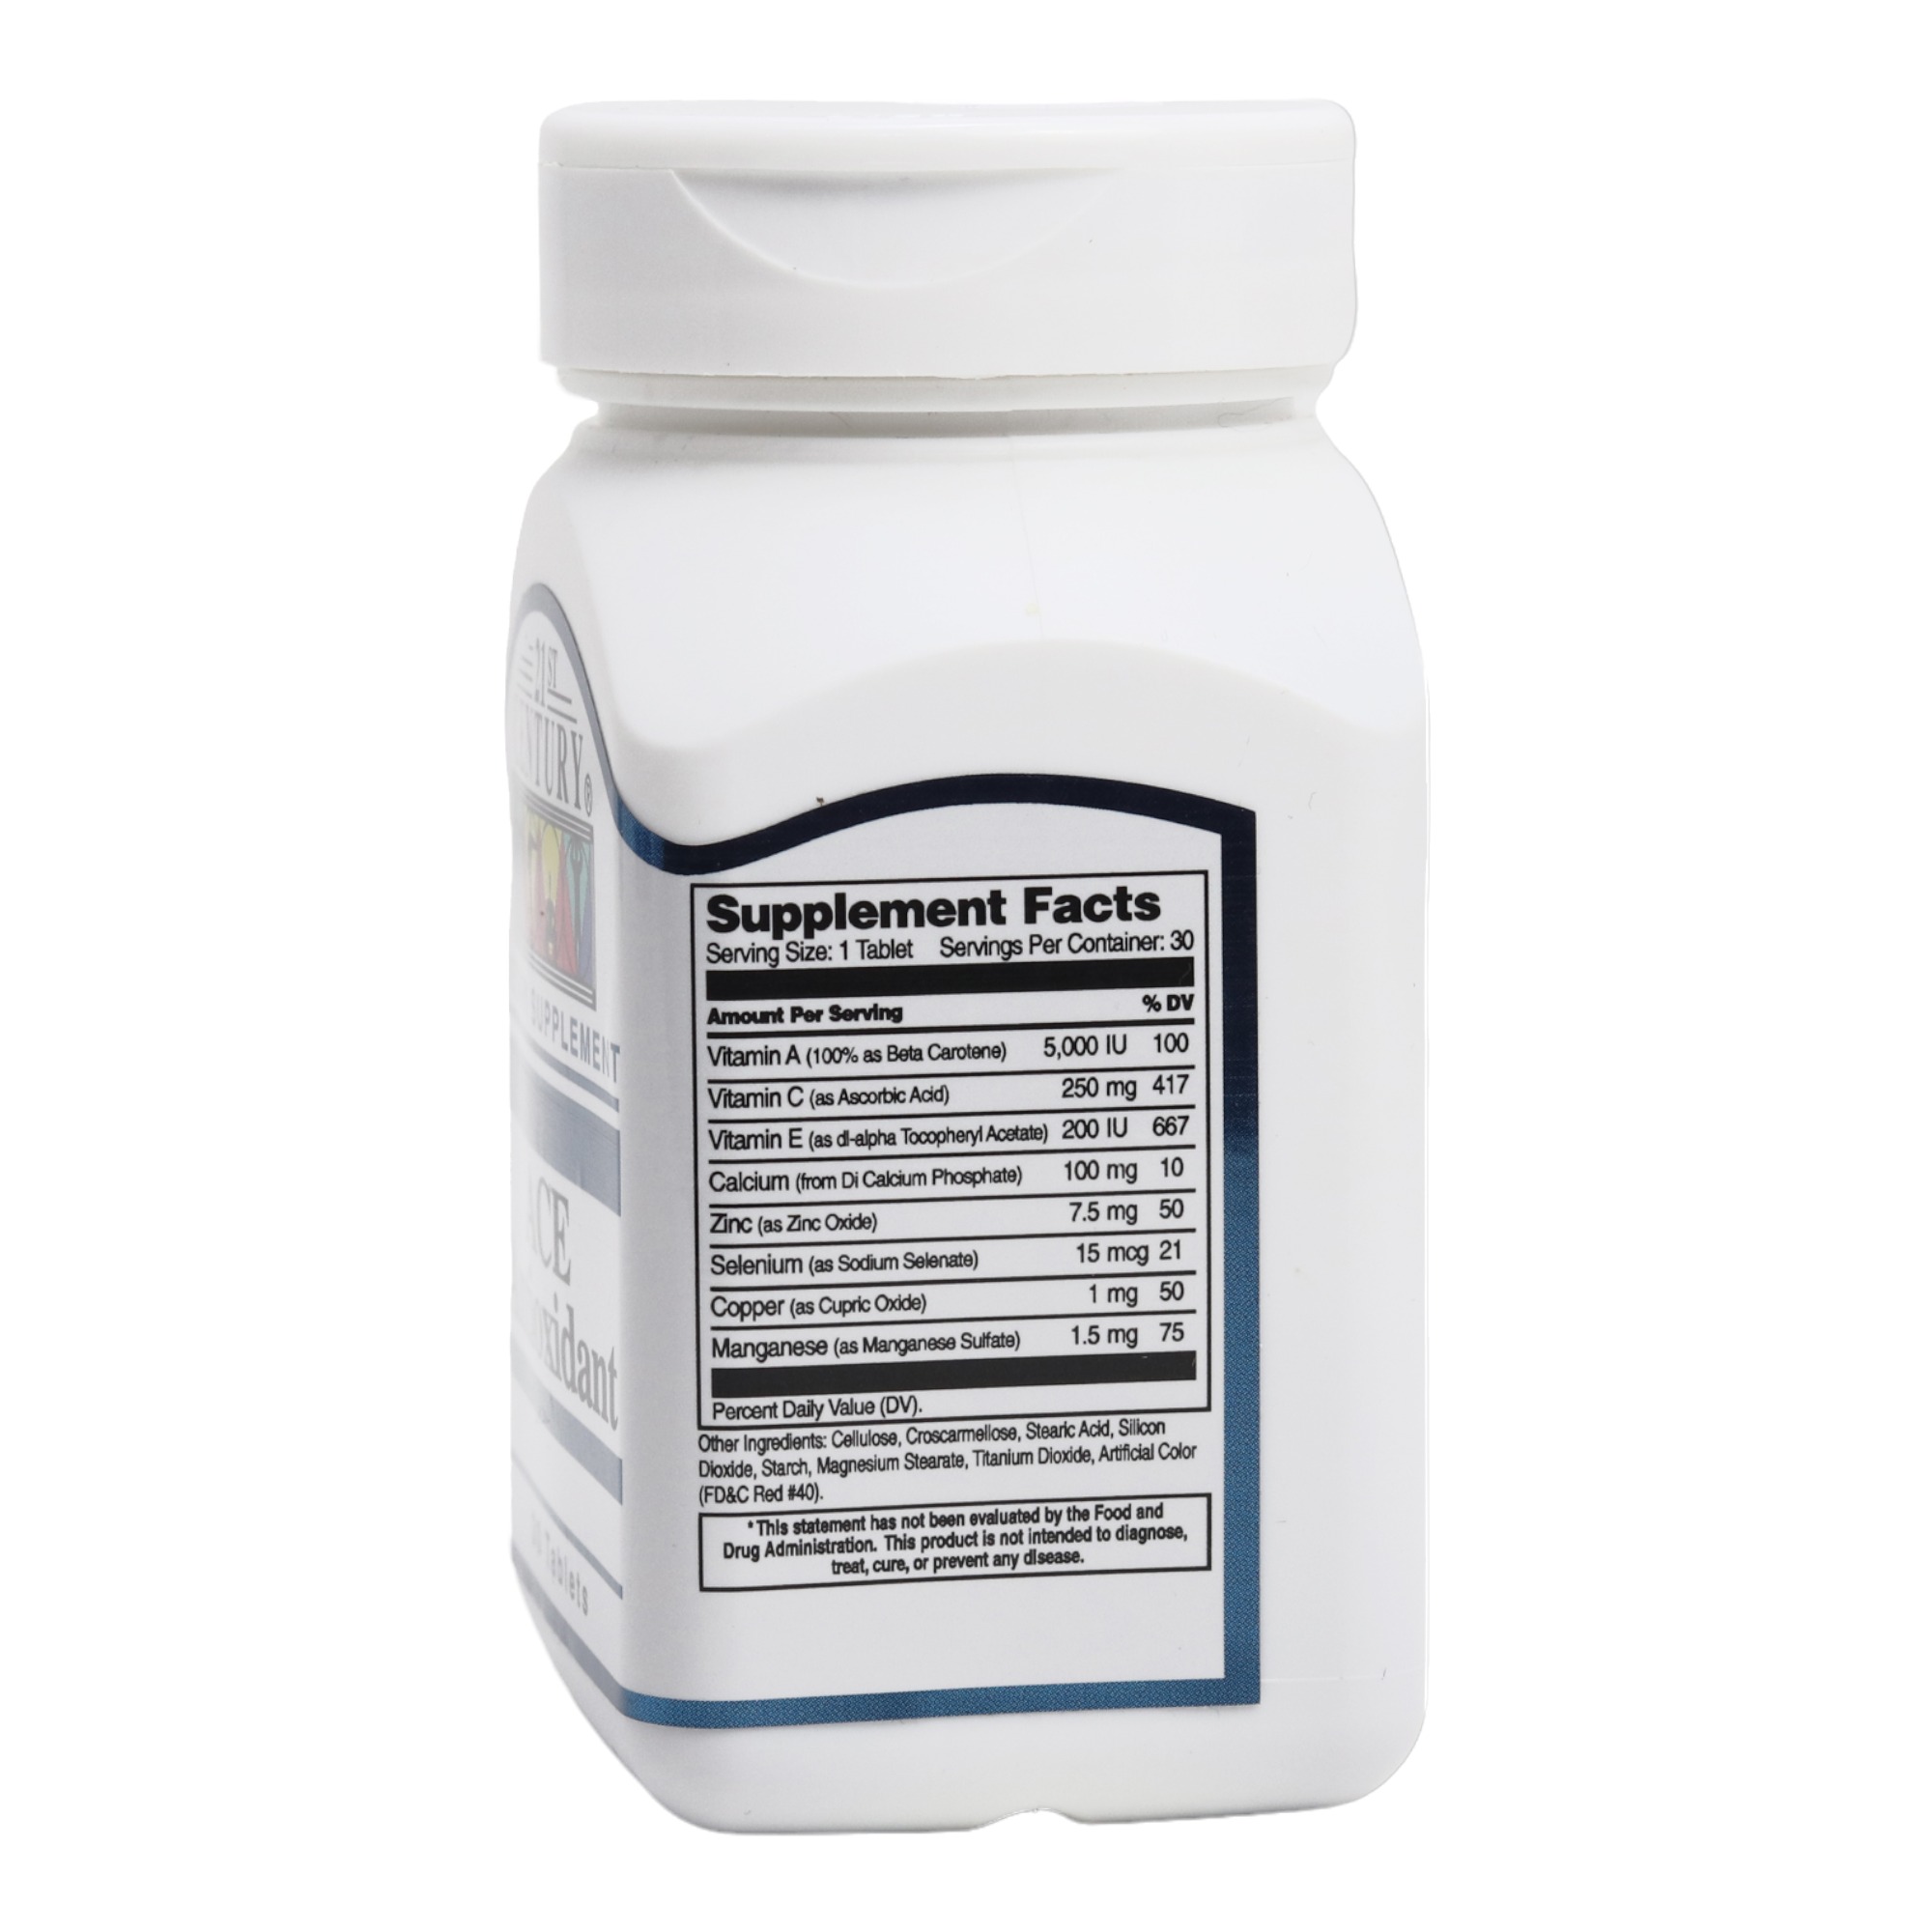 21ST
NTURY®
SUPPLEMENT
ACE
oxidant
Tablets
Supplement Facts
Serving Size: 1 Tablet Servings Per Container: 30
Amount Per Serving % DV
Vitamin A (100% as Beta Carotene) 5,000 IU 100
Vitamin C (as Ascorbic Acid) 250 mg 417
Vitamin E (as dl-alpha Tocopheryl Acetate) 200 IU 667
Calcium (from Di Calcium Phosphate) 100 mg 10
Zinc (as Zinc Oxide) 7.5 mg 50
Selenium (as Sodium Selenate) 15 mcg 21
Copper (as Cupric Oxide) 1 mg 50
Manganese (as Manganese Sulfate) 1.5 mg 75
Percent Daily Value (DV).
Other Ingredients: Cellulose, Croscarmellose, Stearic Acid, Silicon
Dioxide, Starch, Magnesium Stearate, Titanium Dioxide, Artificial Color
(FD&C Red #40).
*This statement has not been evaluated by the Food and
Drug Administration. This product is not intended to diagnose,
treat, cure, or prevent any disease.